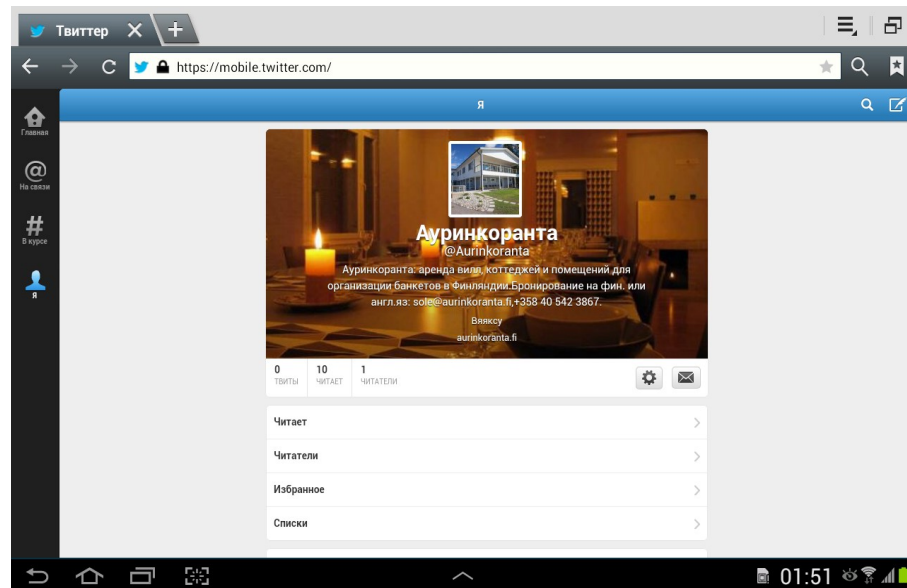 Твиттер
https://mobile.twitter.com/
Я
Главная
На связи
В курсе
Я
Ауринкоранта
@Aurinkoranta
Ауринкоранта: аренда вилл, коттеджей и помещений для
организации банкетов в Финляндии.Бронирование на фин. или
англ.яз: sole@aurinkoranta.fi,+358 40 542 3867.
Вяяксу
aurinkoranta.fi
0 10 1
ТВИТЫ ЧИТАЕТ ЧИТАТЕЛИ
Читает
Читатели
Избранное
Списки
01:51